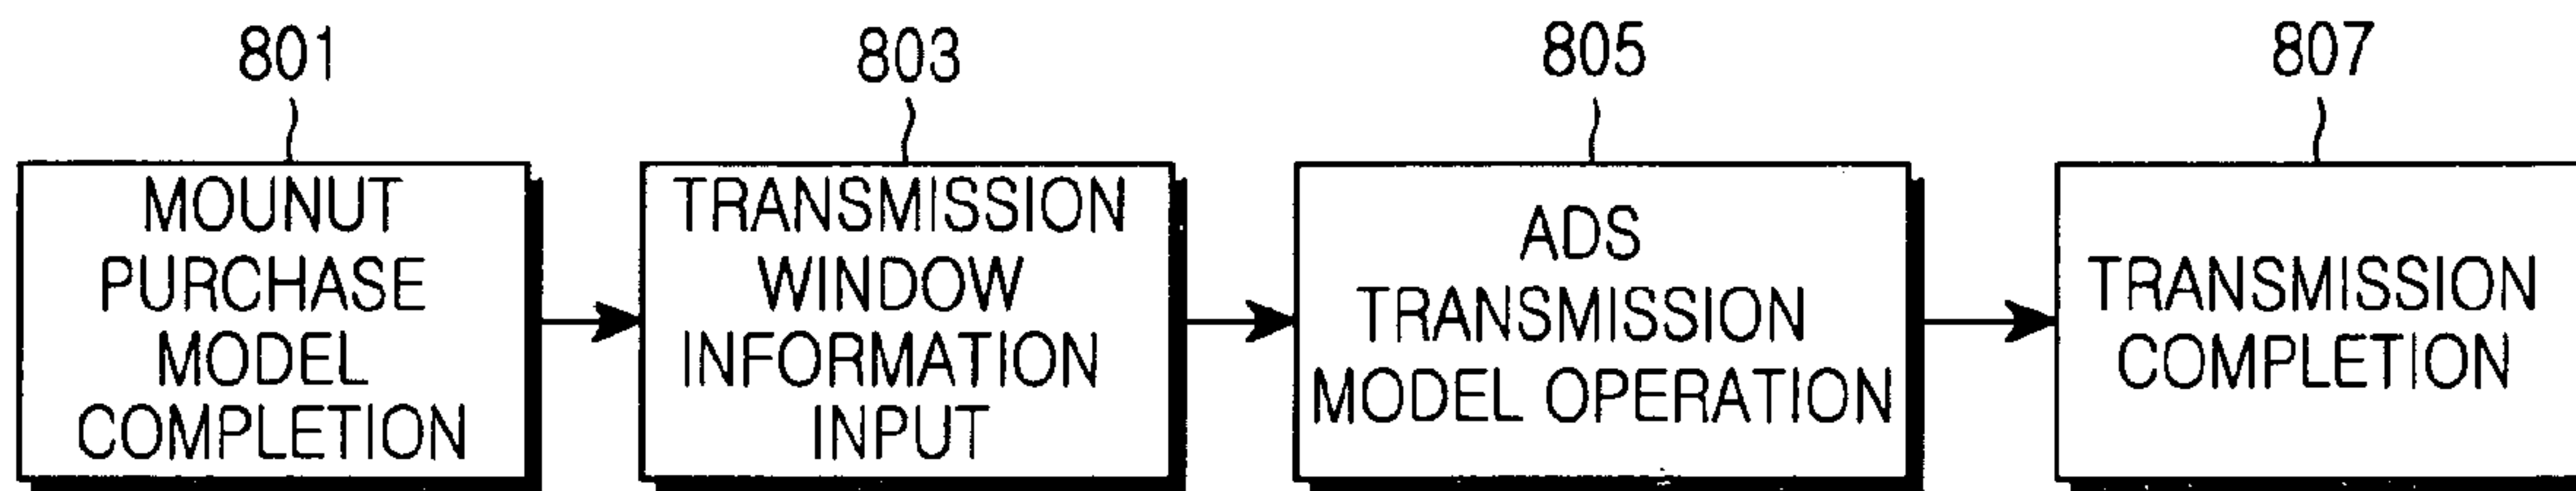 801
803
805
807
MOUNUT
PURCHASE
MODEL
COMPLETION
TRANSMISSION
WINDOW
INFORMATION
INPUT
ADS
TRANSMISSION
MODEL OPERATION
TRANSMISSION
COMPLETION